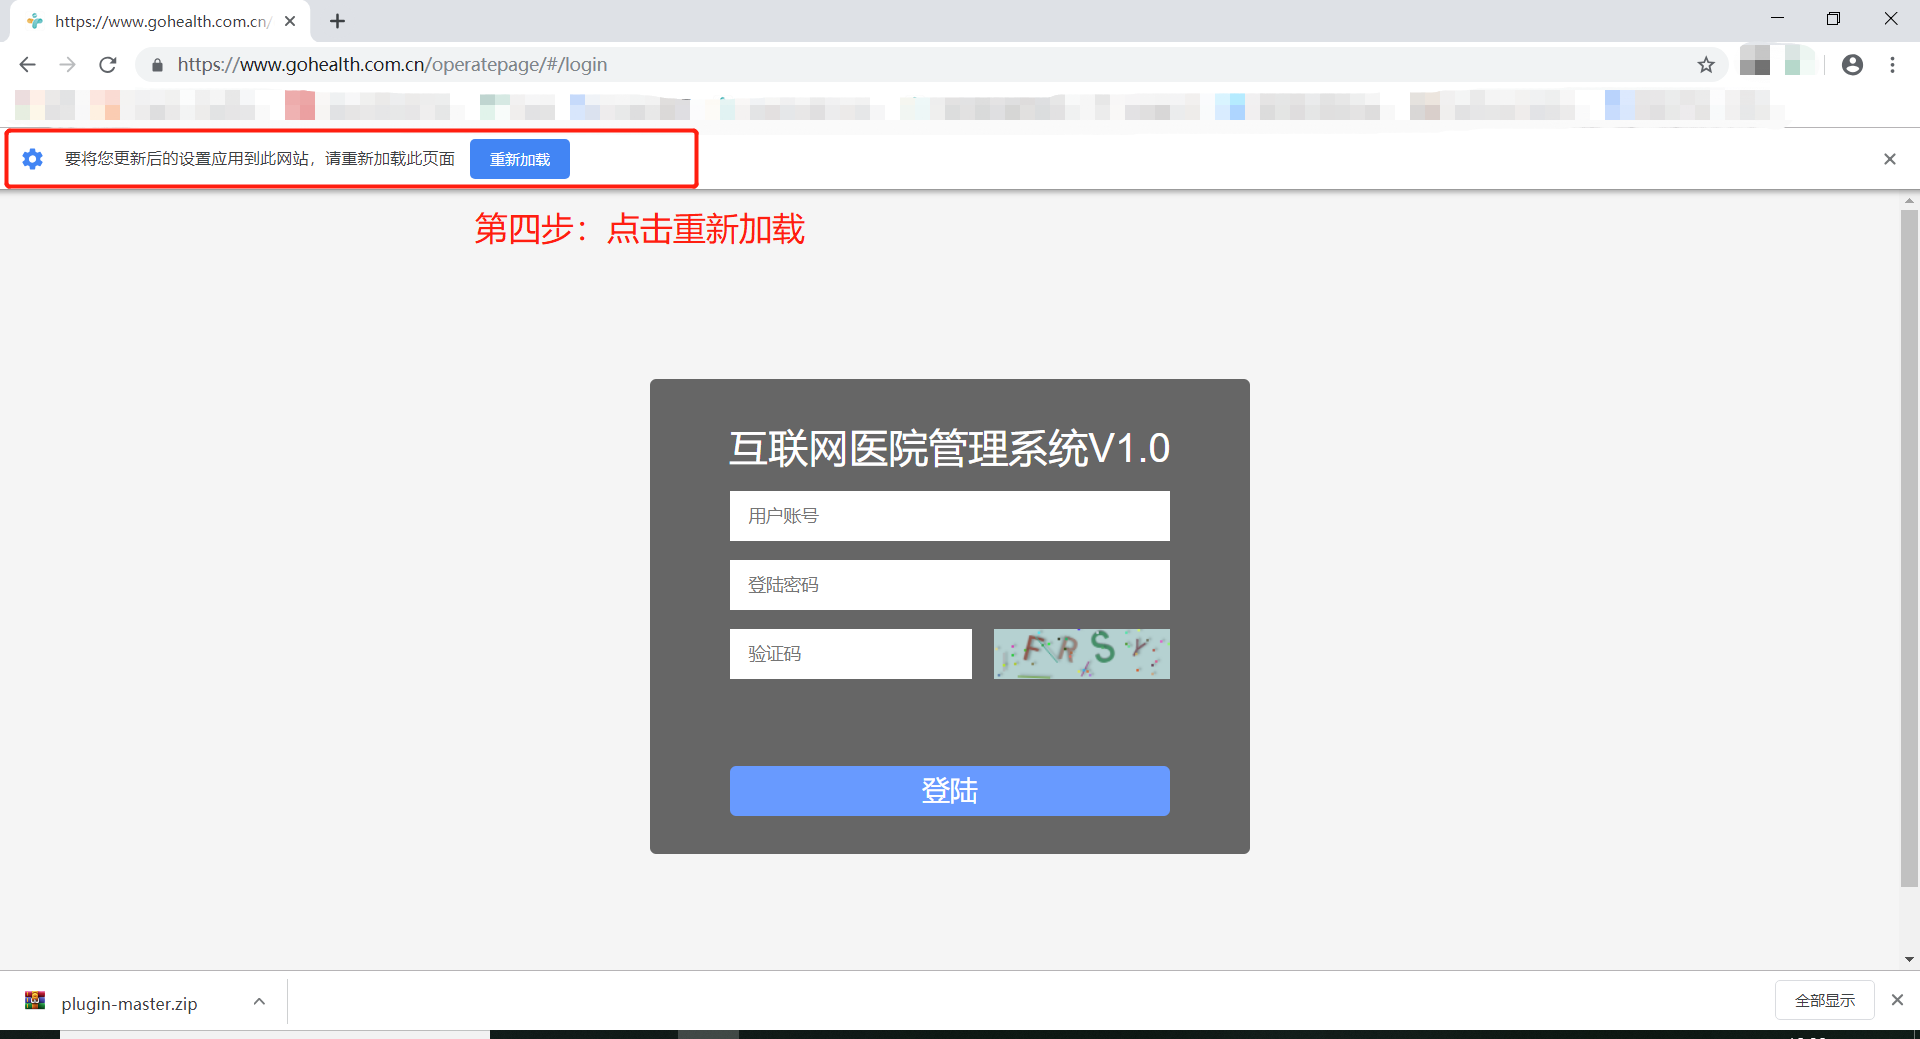 https://www.gohealth.com.cn/
https://www.gohealth.com.cn/operatepage/#/login
要将您更新后的设置应用到此网站，请重新加载此页面
重新加载
第四步：点击重新加载
互联网医院管理系统V1.0
用户账号
登陆密码
验证码
FRSY
登陆
plugin-master.zip
全部显示